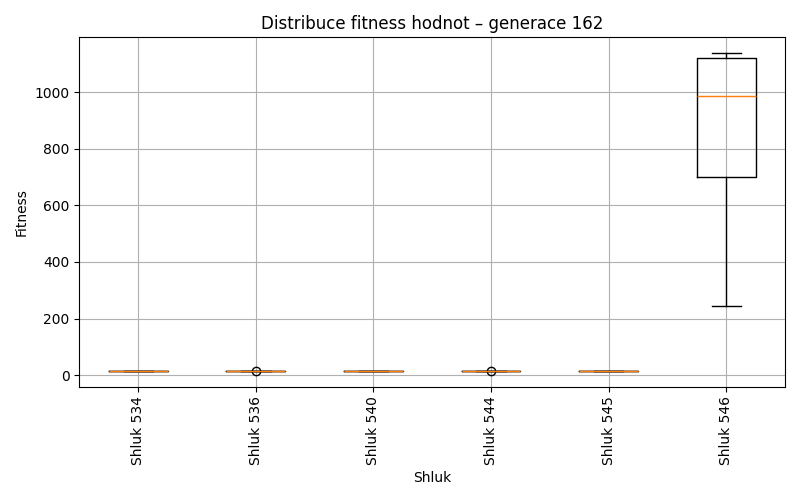 Distribuce fitness hodnot – generace 162
Fitness
1000
800
600
400
200
0
Shluk 534
Shluk 536
Shluk 540
Shluk 544
Shluk 545
Shluk 546
Shluk